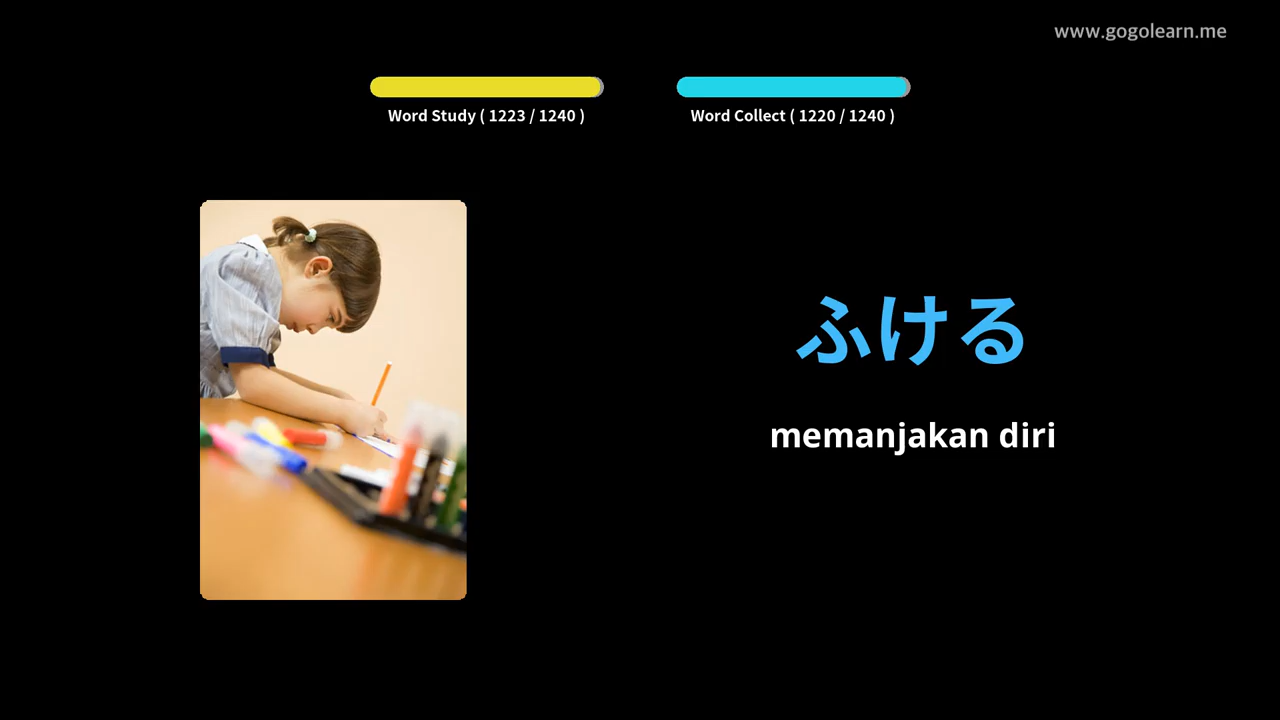 www.gogolearn.me
Word Study ( 1223 / 1240 )
Word Collect ( 1220 / 1240 )
ふける
memanjakan diri